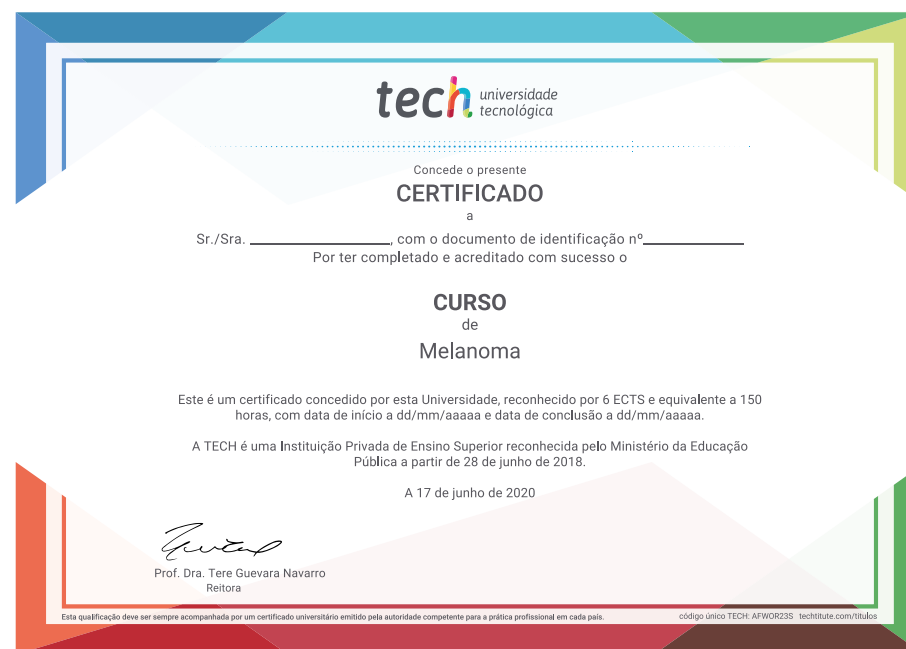 tech universidade
tecnológica
Concede o presente
CERTIFICADO
a
Sr./Sra. ____________________, com o documento de identificação nº______________
Por ter completado e acreditado com sucesso o
CURSO
de
Melanoma
Este é um certificado concedido por esta Universidade, reconhecido por 6 ECTS e equivalente a 150
horas, com data de início a dd/mm/aaaaa e data de conclusão a dd/mm/aaaaa.
A TECH é uma Instituição Privada de Ensino Superior reconhecida pelo Ministério da Educação
Pública a partir de 28 de junho de 2018.
A 17 de junho de 2020
Prof. Dra. Tere Guevara Navarro
Reitora
Esta qualificação deve ser sempre acompanhada por um certificado universitário emitido pela autoridade competente para a prática profissional em cada país.
código único TECH: AFWOR23S techtitute.com/titulos